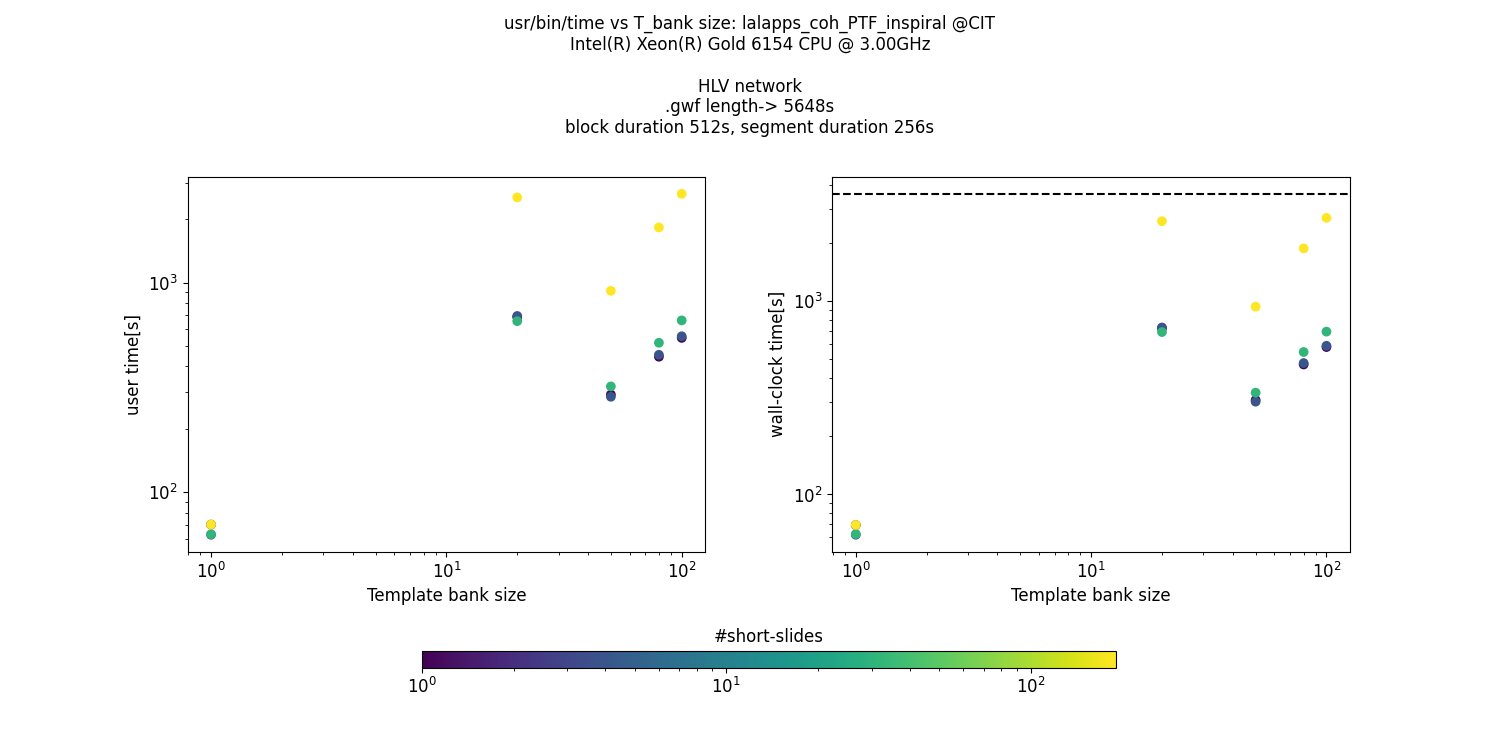 usr/bin/time vs T_bank size: lalapps_coh_PTF_inspiral @CIT
Intel(R) Xeon(R) Gold 6154 CPU @ 3.00GHz
HLV network
.gwf length-> 5648s
block duration 512s, segment duration 256s
user time[s]
10³
10²
10⁰ 10¹ 10²
Template bank size
wall-clock time[s]
10³
10²
10⁰ 10¹ 10²
Template bank size
#short-slides
10⁰ 10¹ 10²